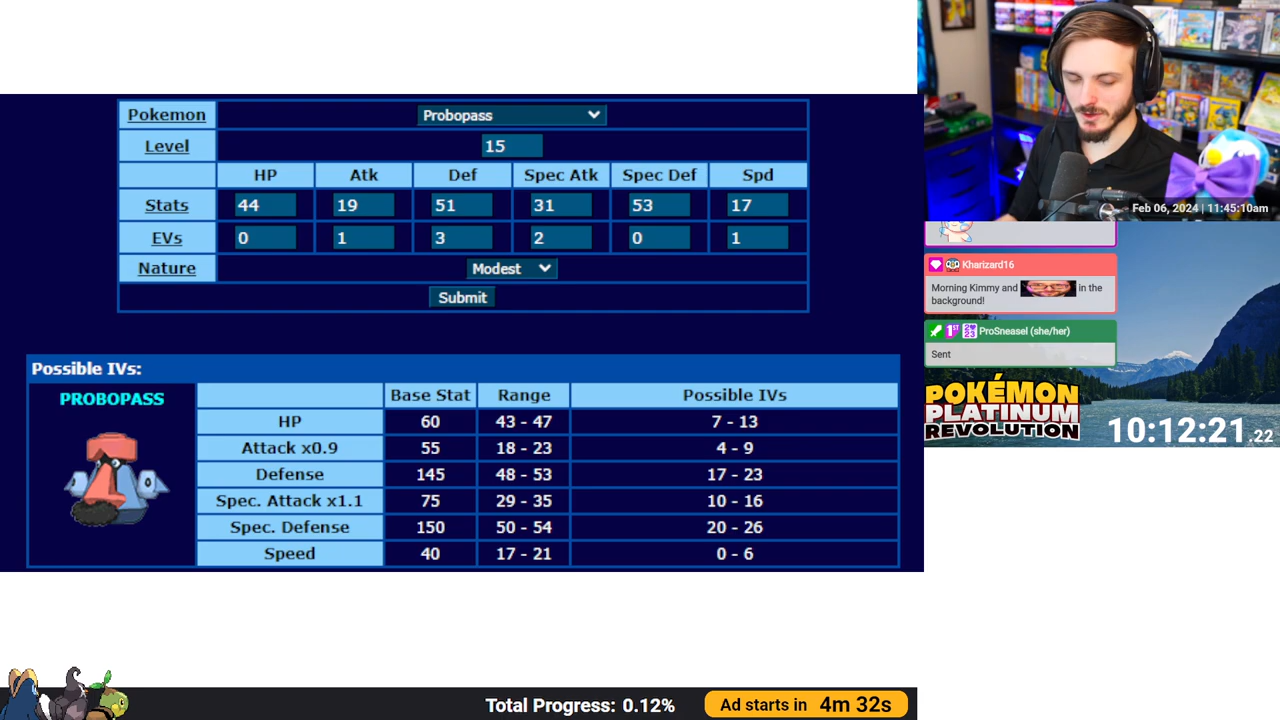 Pokemon Probopass
Level 15
HP Atk Def Spec Atk Spec Def Spd
Stats 44 19 51 31 53 17
EVs 0 1 3 2 0 1
Nature Modest
Submit
Possible IVs:
PROBOPASS
Base Stat Range Possible IVs
HP 60 43 - 47 7 - 13
Attack x0.9 55 18 - 23 4 - 9
Defense 145 48 - 53 17 - 23
Spec. Attack x1.1 75 29 - 35 10 - 16
Spec. Defense 150 50 - 54 20 - 26
Speed 40 17 - 21 0 - 6
Feb 06, 2024 | 11:45:10am
Kharizard16
Morning Kimmy and in the
background!
1ST ProSneasel (she/her)
Sent
POKÉMON
PLATINUM
REVOLUTION
10:12:21.22
Total Progress: 0.12%
Ad starts in 4m 32s